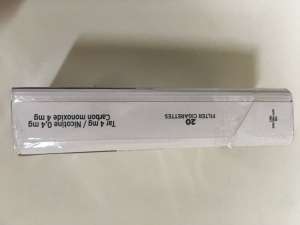 20
FILTER CIGARETTES
Tar 4 mg / Nicotine 0,4 mg
Carbon monoxide 4 mg